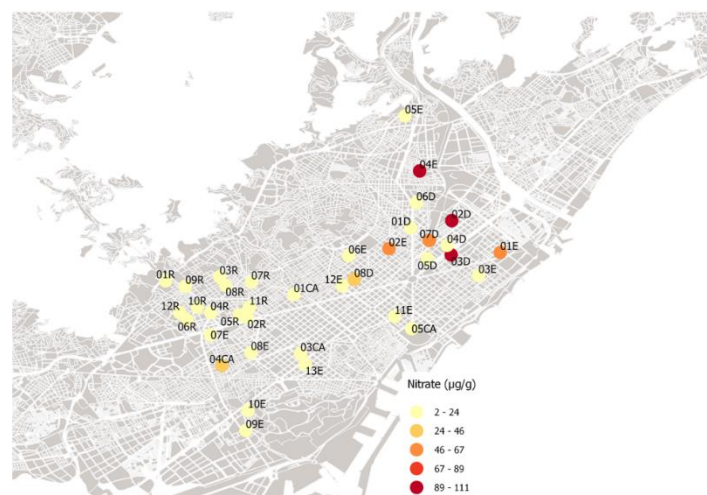 05E
04E
06D
02D
01D
07D
04D
02E
01E
06E
05D
03D
03E
01R
09R
03R
07R
08R
12E
08D
01CA
12R
10R
04R
11R
06R
05R
02R
11E
05CA
07E
08E
03CA
04CA
13E
10E
09E
Nitrate (µg/g)
2 - 24
24 - 46
46 - 67
67 - 89
89 - 111